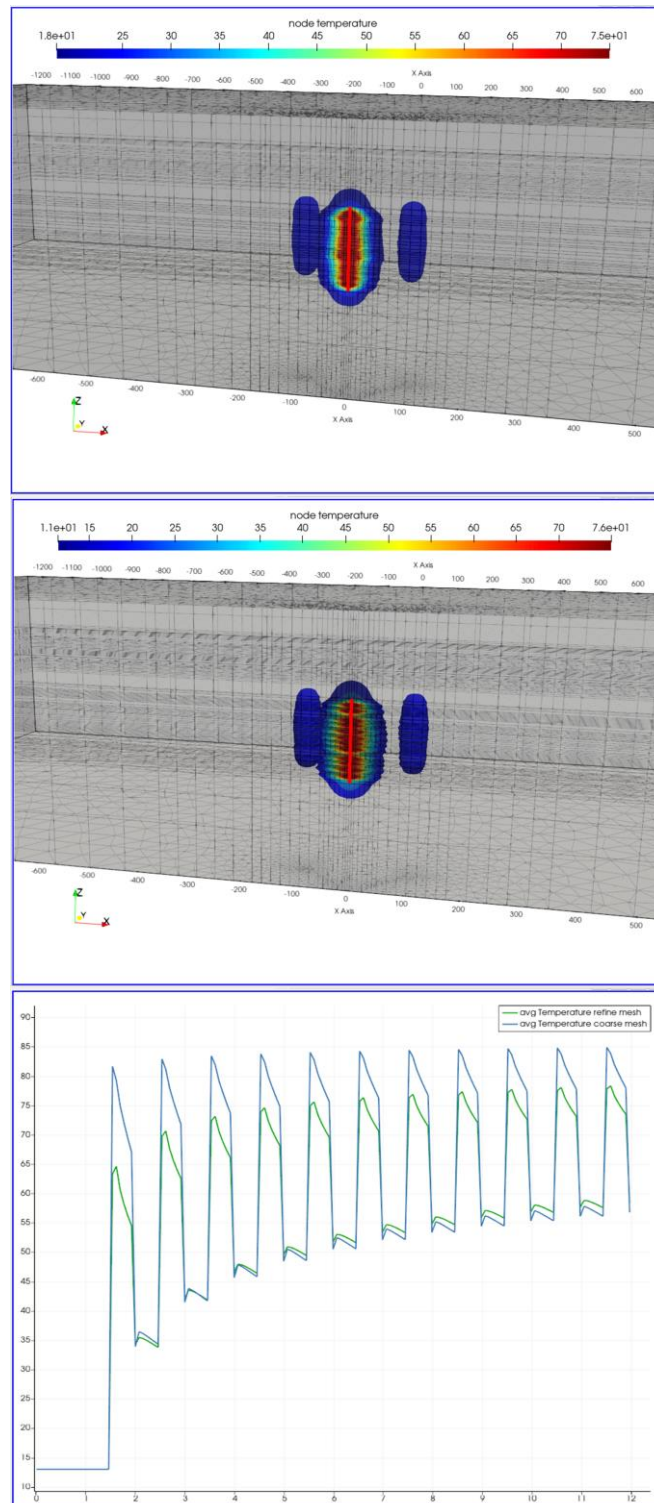 node temperature
1.8e+01 25 30 35 40 45 50 55 60 65 70 7.5e+01
X Axis
-1200 -1100 -1000 -900 -800 -700 -600 -500 -400 -300 -200 -100 0 100 200 300 400 500 600
-600 -500 -400 -300 -200 -100 0 100 200 300 400 500
X Axis
Z
Y X
node temperature
1.1e+01 15 20 25 30 35 40 45 50 55 60 65 70 7.6e+01
X Axis
-1200 -1100 -1000 -900 -800 -700 -600 -500 -400 -300 -200 -100 0 100 200 300 400 500 600
-600 -500 -400 -300 -200 -100 0 100 200 300 400 500
X Axis
Z
Y X
avg Temperature refine mesh
avg Temperature coarse mesh
90
85
80
75
70
65
60
55
50
45
40
35
30
25
20
15
10
0 1 2 3 4 5 6 7 8 9 10 11 12